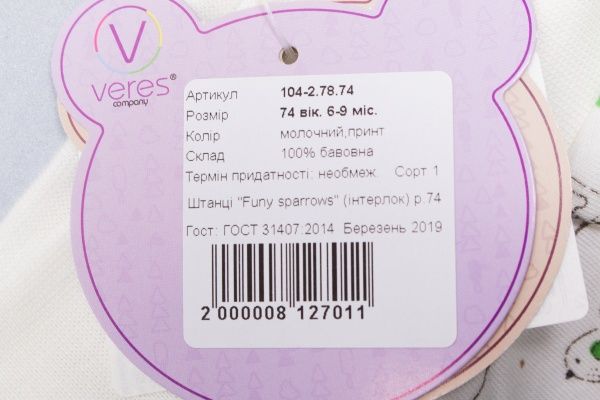 V
veres®
company
Артикул 104-2.78.74
Розмір 74 вік. 6-9 міс.
Колір молочний,принт
Склад 100% бавовна
Термін придатності: необмеж. Сорт 1
Штанці "Funy sparrows" (інтерлок) р.74
Гост: ГОСТ 31407:2014 Березень 2019
2 000008 127011